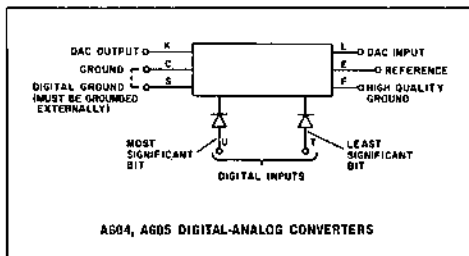 DAC OUTPUT K
GROUND C
DIGITAL GROUND S
(MUST BE GROUNDED
EXTERNALLY)
L DAC INPUT
E REFERENCE
F HIGH QUALITY
GROUND
MOST
SIGNIFICANT
BIT
U
T
LEAST
SIGNIFICANT
BIT
DIGITAL INPUTS
A604, A605 DIGITAL-ANALOG CONVERTERS